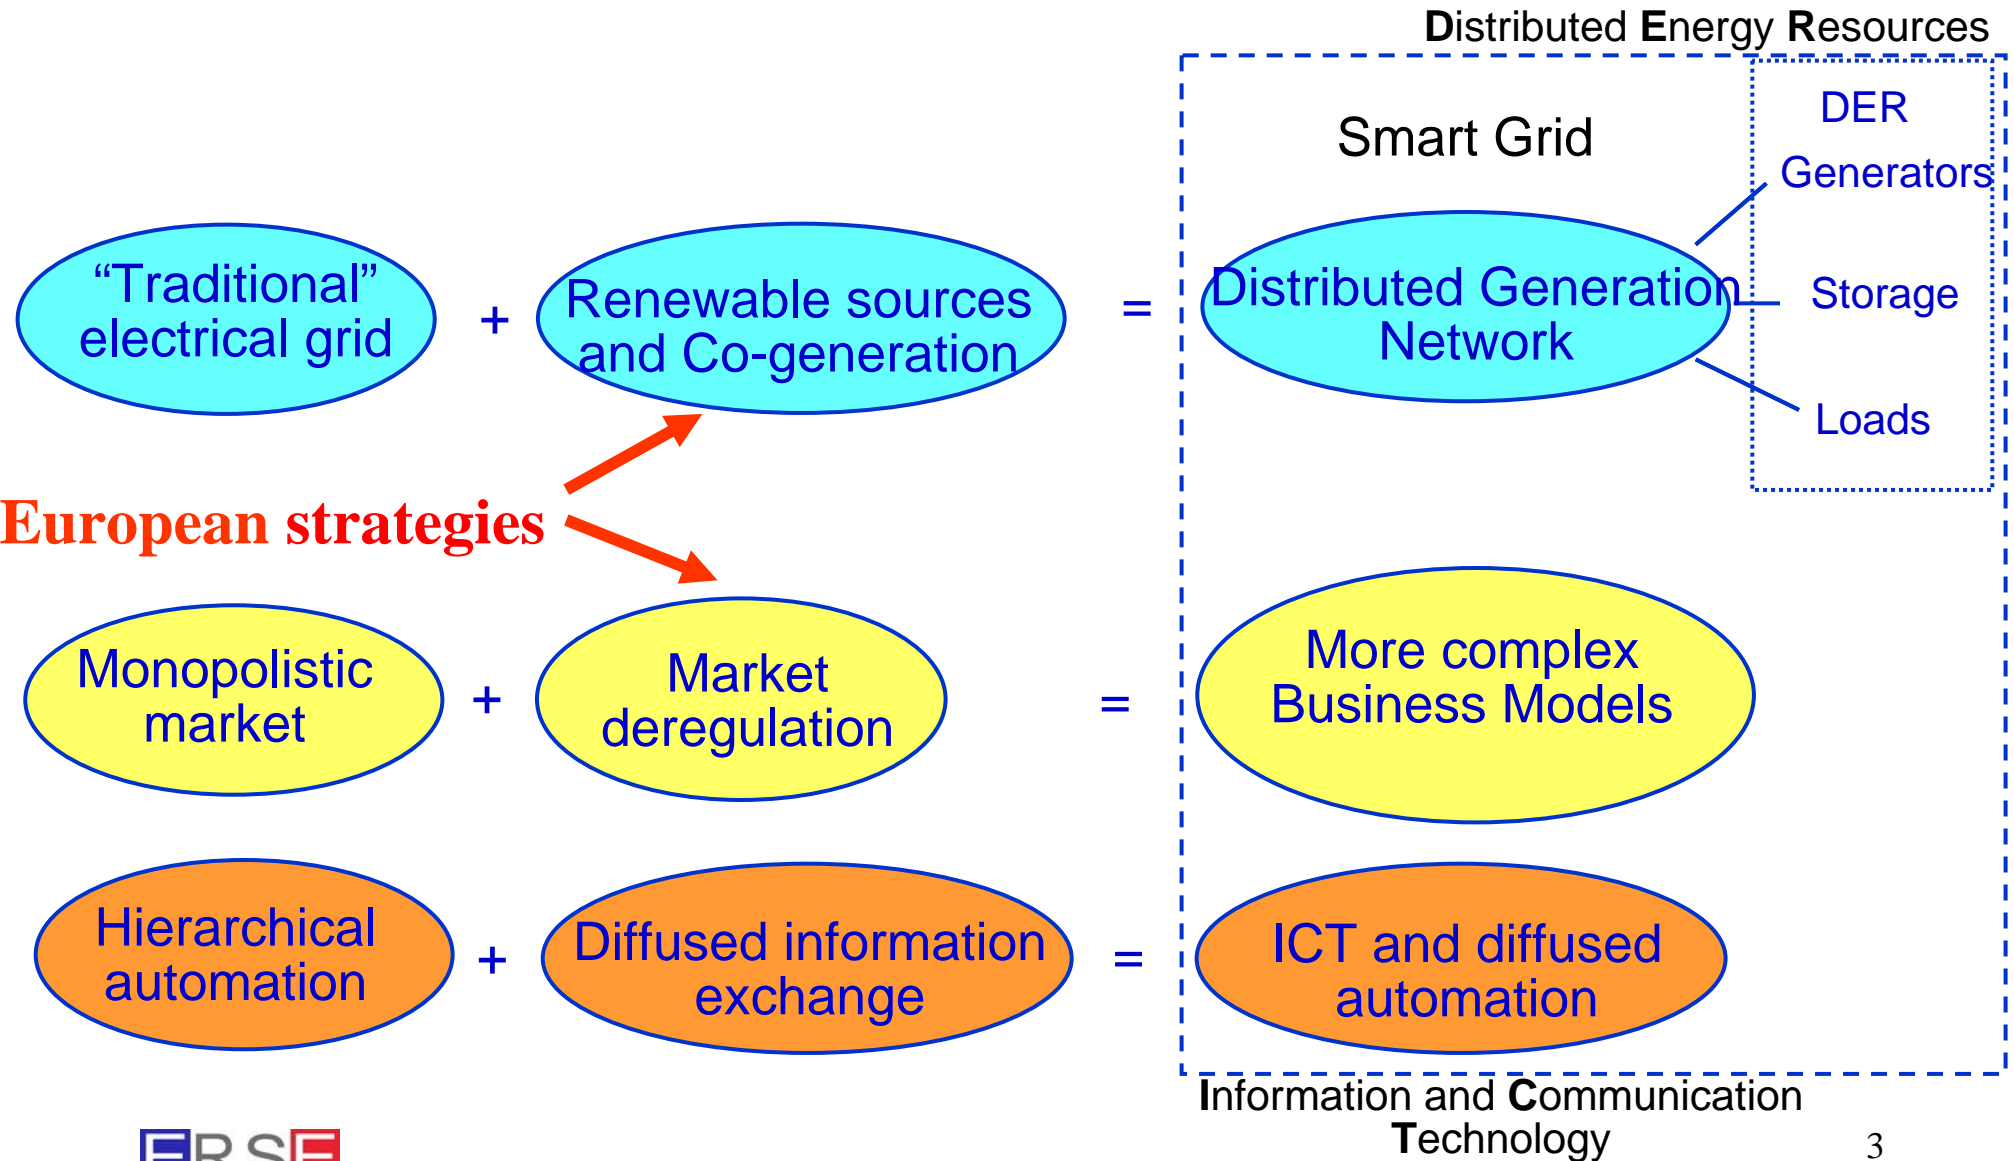 Distributed Energy Resources
DER
Smart Grid
Generators
“Traditional”
electrical grid
+
Renewable sources
and Co-generation
=
Distributed Generation
Network
Storage
Loads
European strategies
Monopolistic
market
+
Market
deregulation
=
More complex
Business Models
Hierarchical
automation
+
Diffused information
exchange
=
ICT and diffused
automation
Information and Communication
Technology
ERSE
3